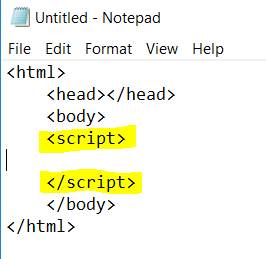 Untitled - Notepad
File Edit Format View Help
<html>
<head></head>
<body>
<script>
</script>
</body>
</html>